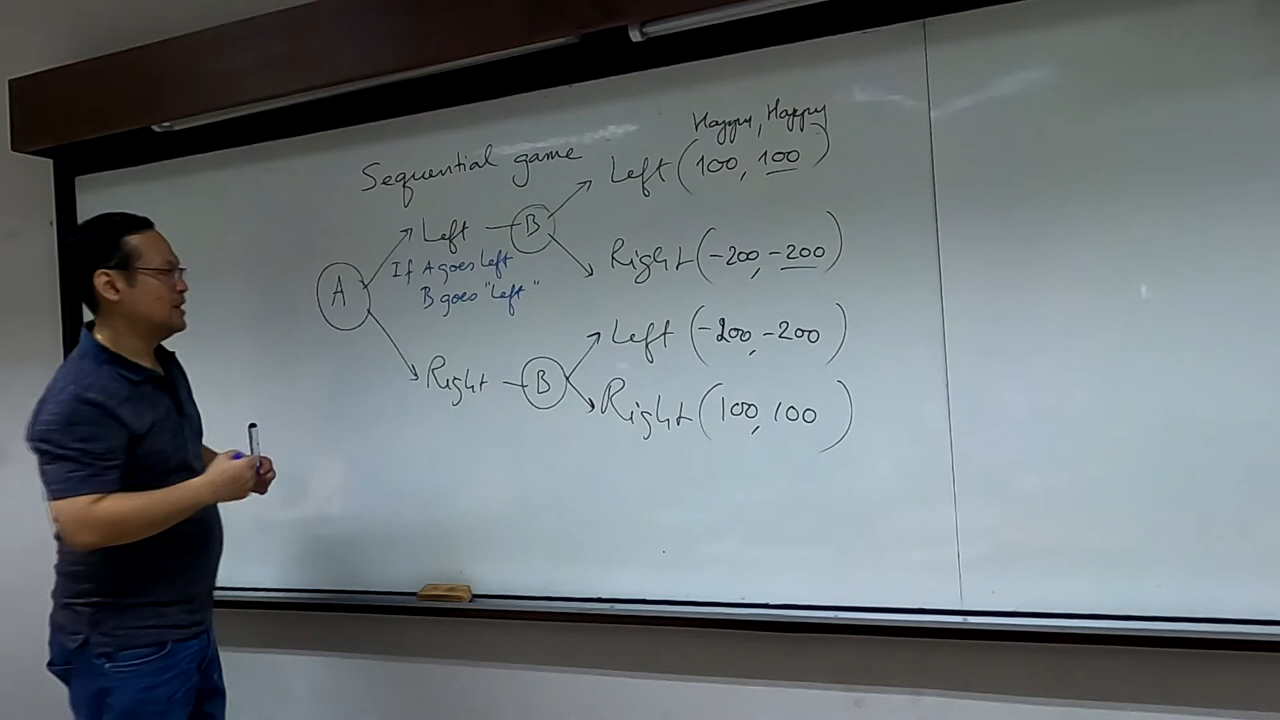 Happy, Happy
Sequential game
Left (100, 100)
Left
B
Right (-200, -200)
If A goes Left
B goes "Left"
A
Left (-200, -200)
Right
B
Right (100, 100)